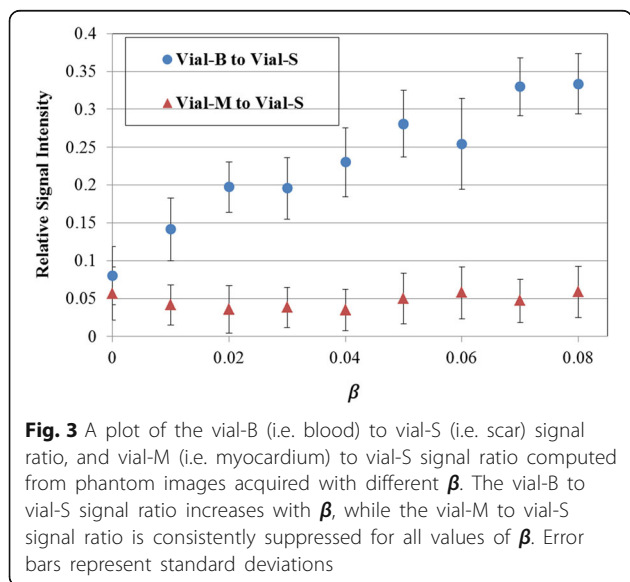 0.4
0.35
0.3
0.25
0.2
0.15
0.1
0.05
0
Relative Signal Intensity
Vial-B to Vial-S
Vial-M to Vial-S
0 0.02 0.04 0.06 0.08
β
Fig. 3 A plot of the vial-B (i.e. blood) to vial-S (i.e. scar) signal
ratio, and vial-M (i.e. myocardium) to vial-S signal ratio computed
from phantom images acquired with different β. The vial-B to
vial-S signal ratio increases with β, while the vial-M to vial-S
signal ratio is consistently suppressed for all values of β. Error
bars represent standard deviations